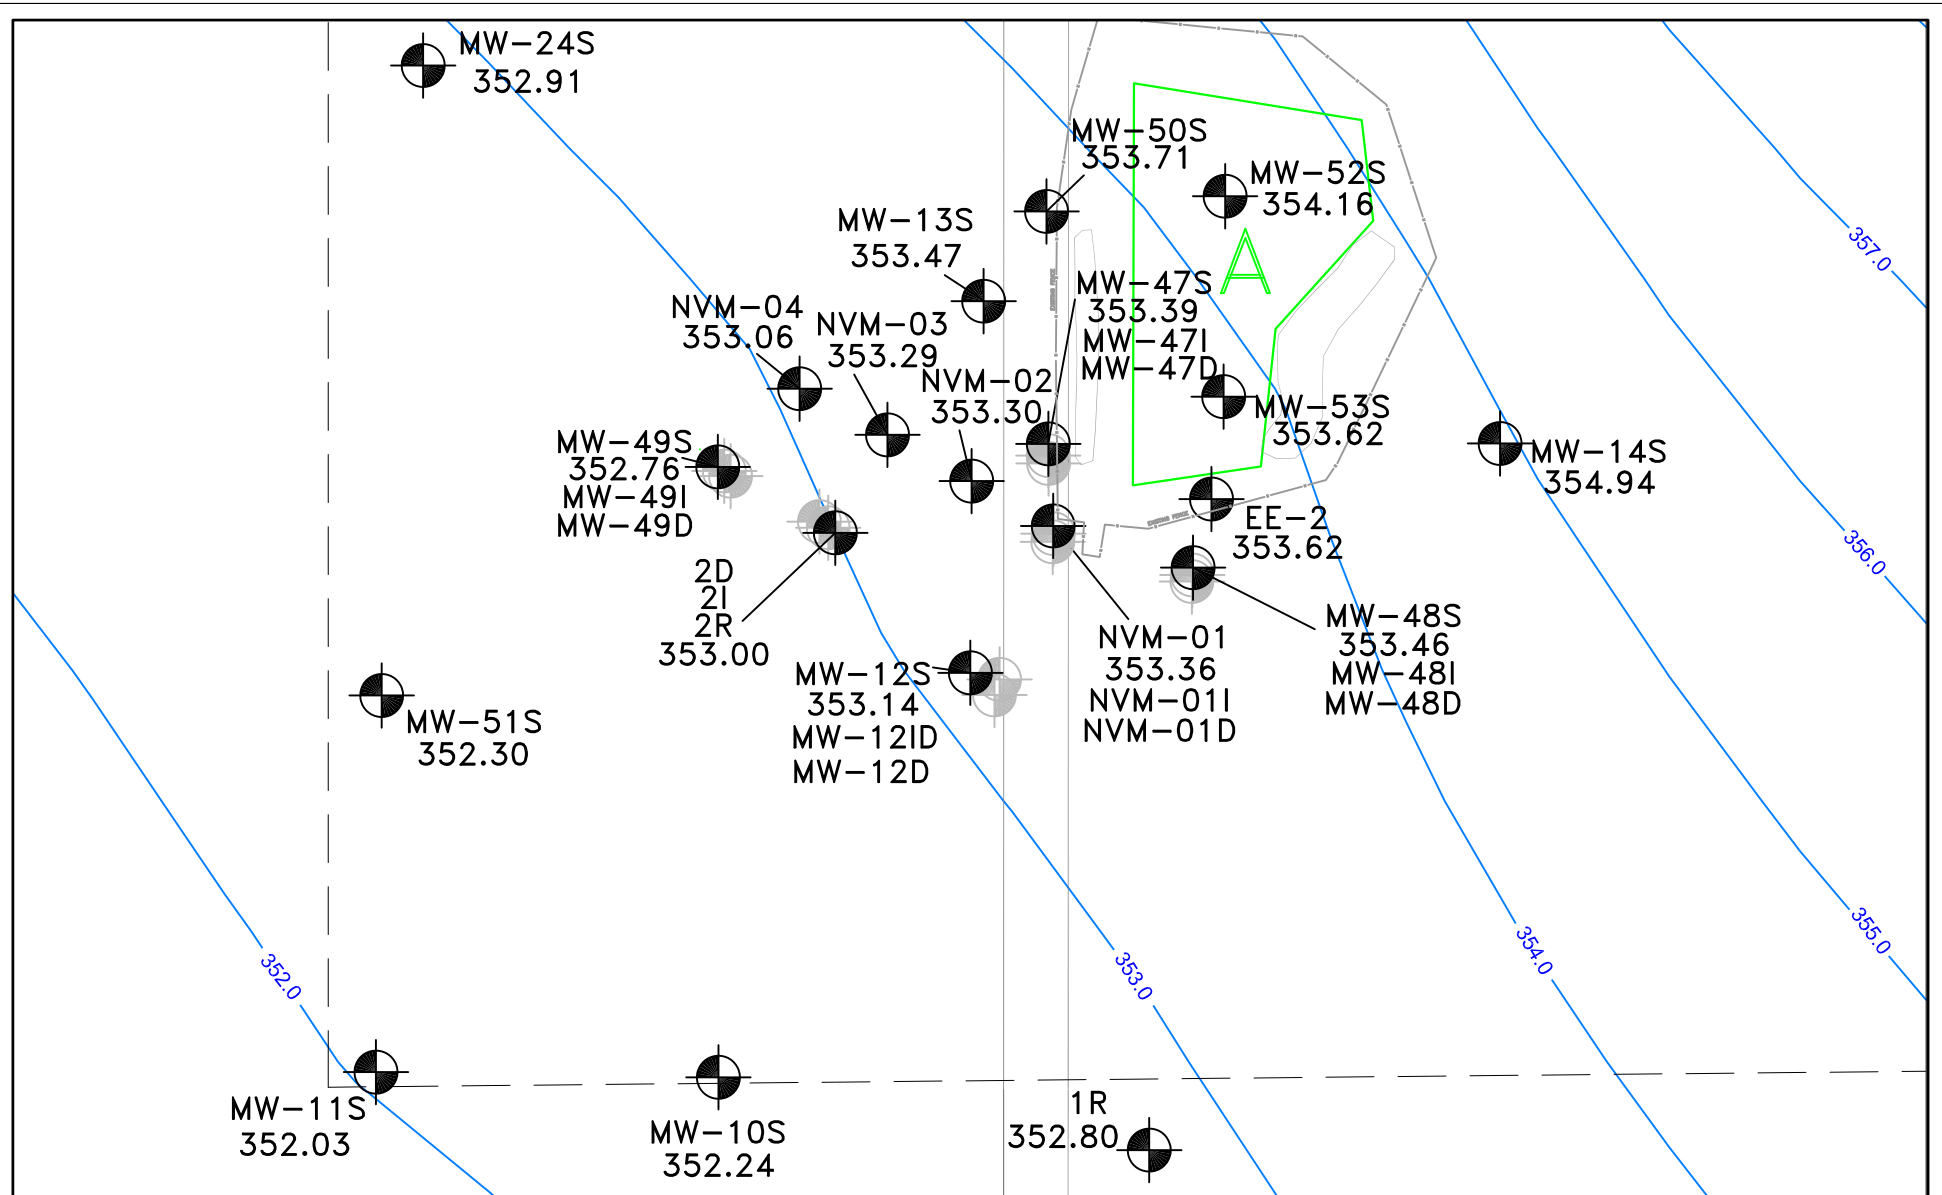 MW-24S
352.91
MW-50S
353.71
MW-52S
354.16
MW-13S
353.47
A
357.0
MW-47S
353.39
MW-47I
MW-47D
EXISTING FENCE
NVM-04
353.06
NVM-03
353.29
NVM-02
353.30
MW-53S
353.62
MW-14S
354.94
MW-49S
352.76
MW-49I
MW-49D
EE-2
353.62
EXISTING FENCE
356.0
2D
2I
2R
353.00
MW-48S
353.46
MW-48I
MW-48D
NVM-01
353.36
NVM-01I
NVM-01D
MW-12S
353.14
MW-12ID
MW-12D
MW-51S
352.30
352.0
353.0
354.0
355.0
MW-11S
352.03
MW-10S
352.24
1R
352.80